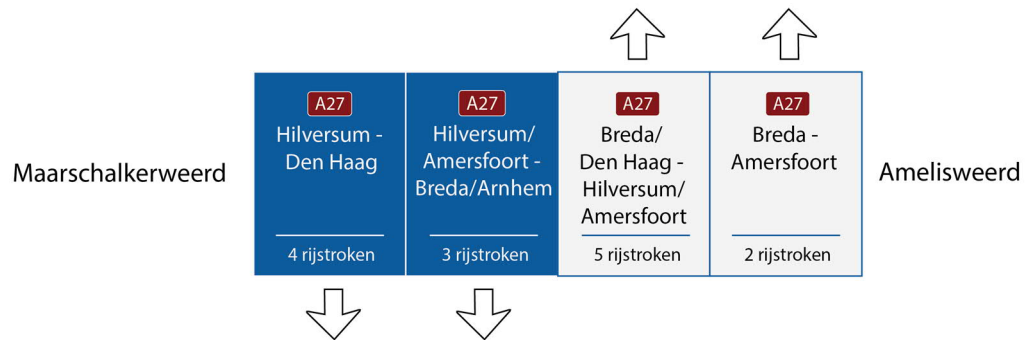 Maarschalkerweerd
A27
Hilversum -
Den Haag
4 rijstroken
A27
Hilversum/
Amersfoort -
Breda/Arnhem
3 rijstroken
A27
Breda/
Den Haag -
Hilversum/
Amersfoort
5 rijstroken
A27
Breda -
Amersfoort
2 rijstroken
Amelisweerd